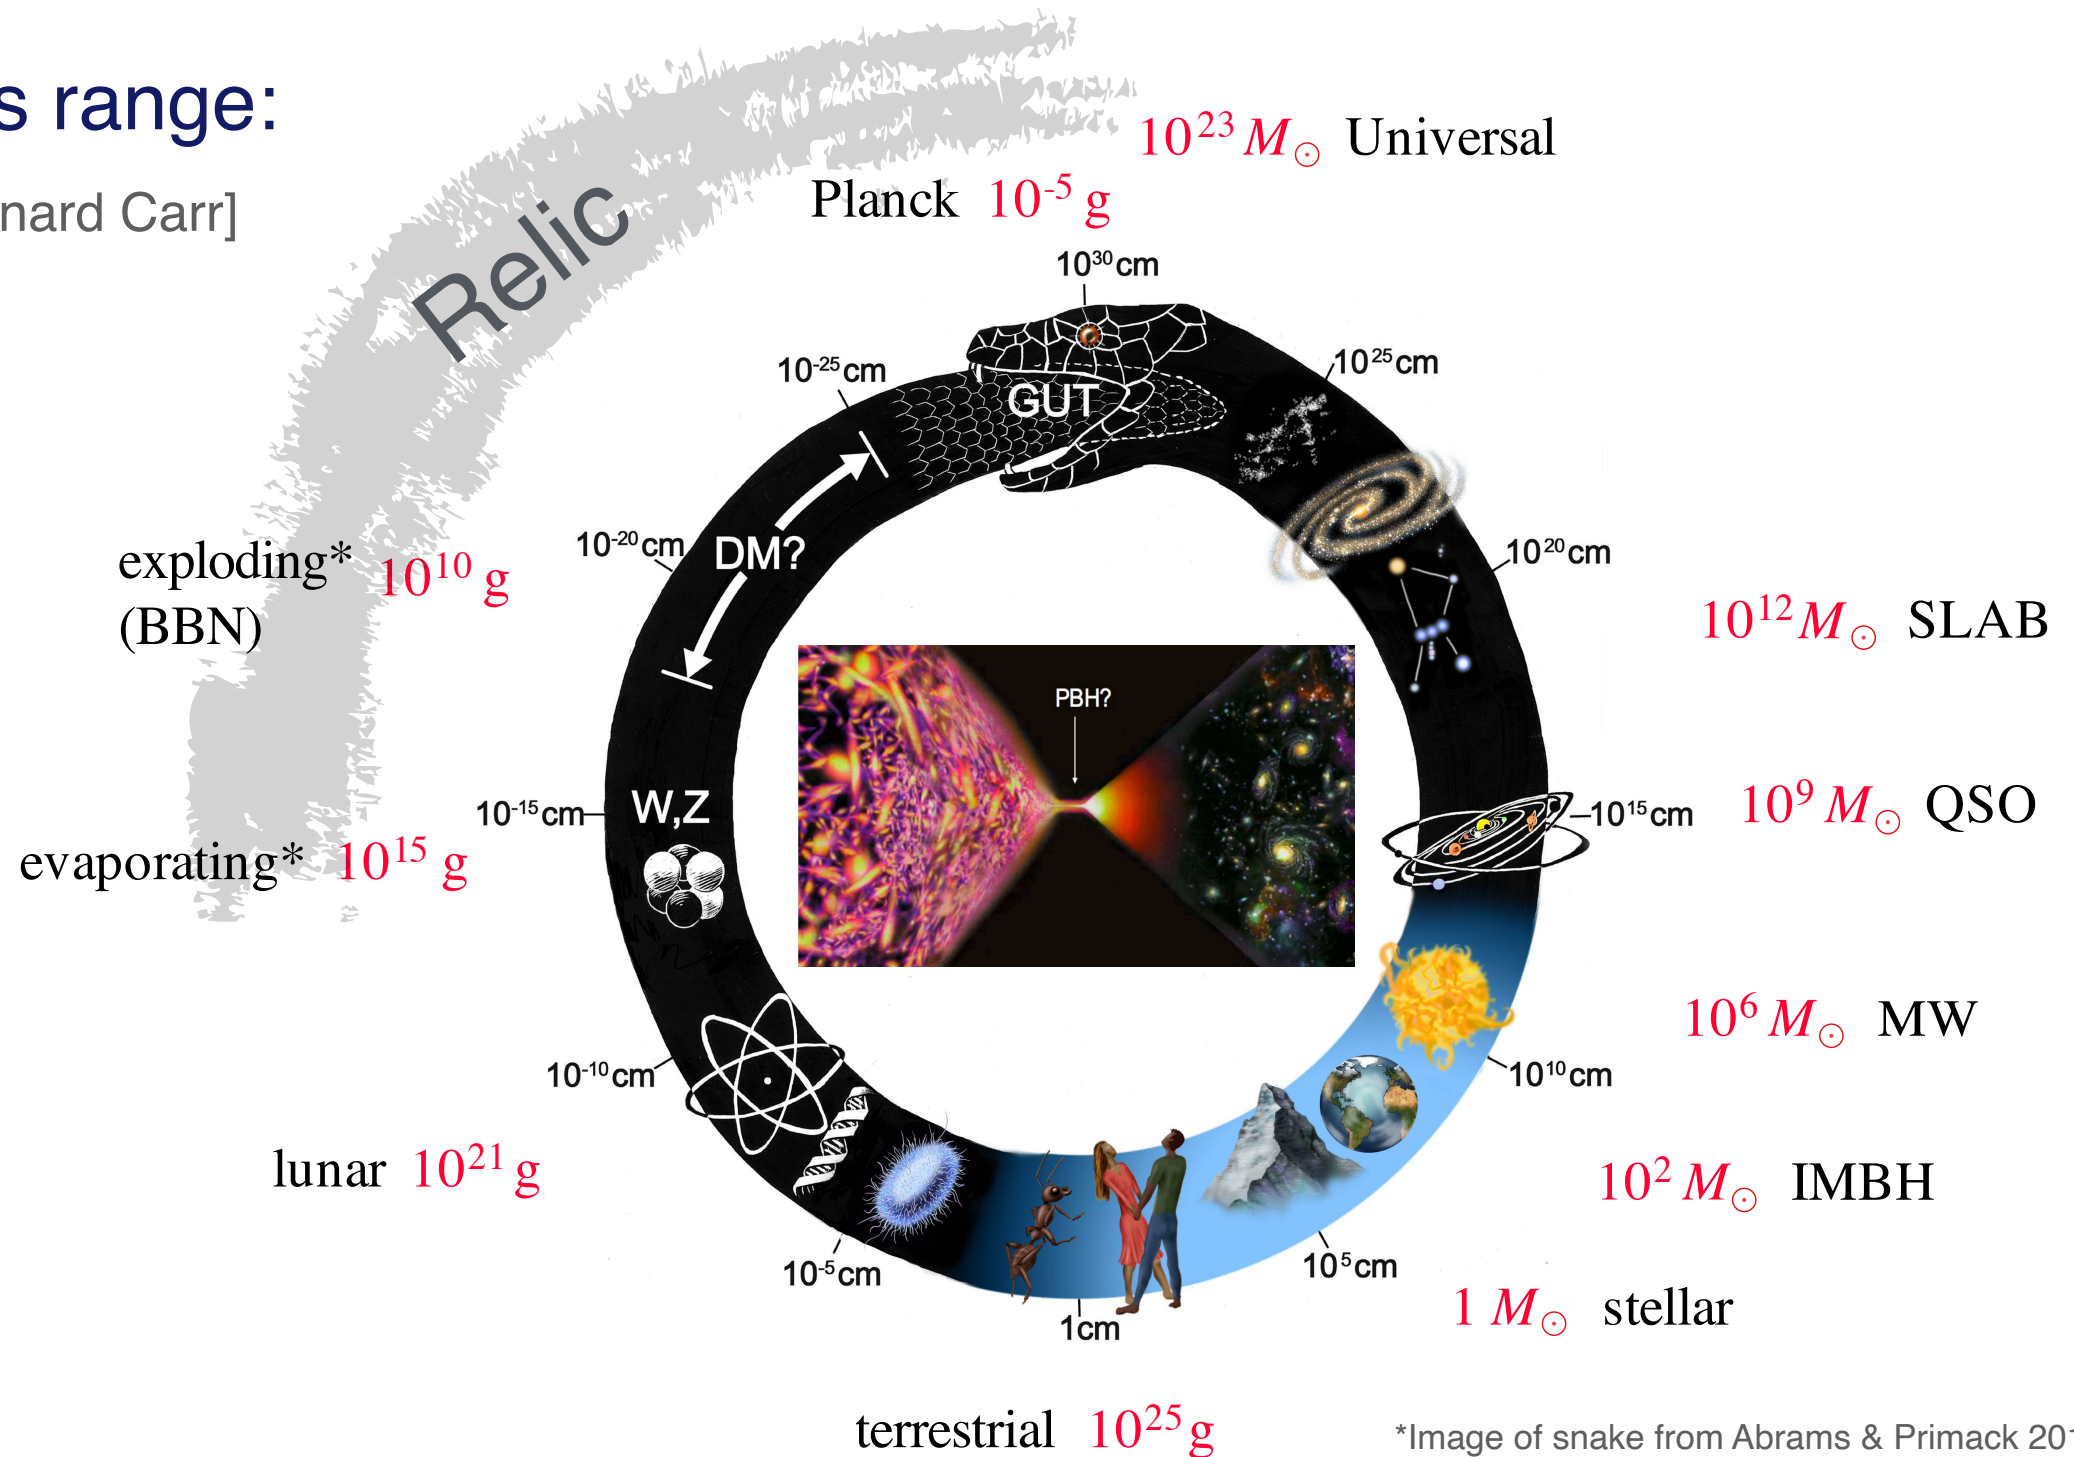 s range:
nard Carr]
Relic
10²³ M☉ Universal
Planck 10⁻⁵ g
10³⁰ cm
10⁻²⁵ cm
10²⁵ cm
GUT
exploding* 10¹⁰ g
(BBN)
10⁻²⁰ cm
DM?
10²⁰ cm
10¹² M☉ SLAB
PBH?
10⁻¹⁵ cm
W,Z
10¹⁵ cm
10⁹ M☉ QSO
evaporating* 10¹⁵ g
10⁶ M☉ MW
10⁻¹⁰ cm
10¹⁰ cm
lunar 10²¹ g
10² M☉ IMBH
10⁻⁵ cm
10⁵ cm
1 M☉ stellar
1cm
terrestrial 10²⁵ g
*Image of snake from Abrams & Primack 20